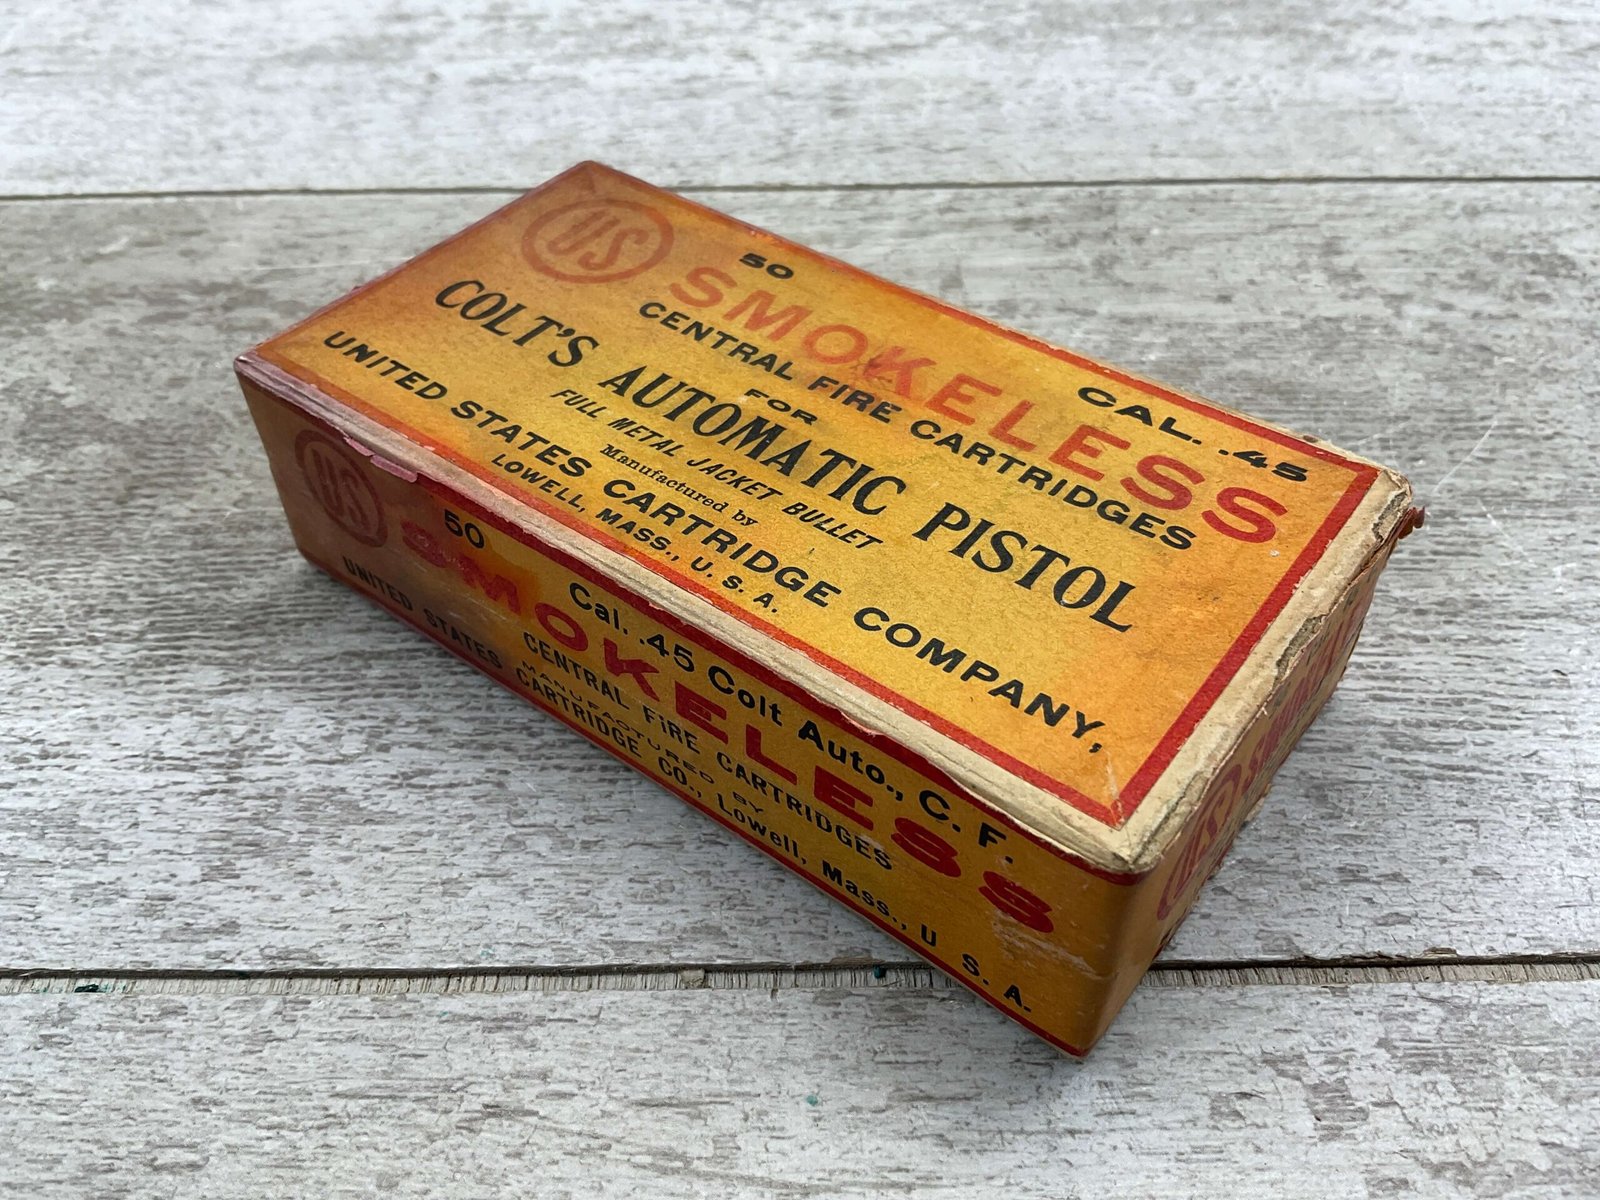 US
50 CAL. .45
SMOKELESS
CENTRAL FIRE CARTRIDGES
FOR
COLT'S AUTOMATIC PISTOL
FULL METAL JACKET BULLET
Manufactured by
UNITED STATES CARTRIDGE COMPANY,
LOWELL, MASS., U. S. A.
US
50 Cal. .45 Colt Auto., C. F.
SMOKELESS
CENTRAL FIRE CARTRIDGES
MANUFACTURED BY
UNITED STATES CARTRIDGE CO., Lowell, Mass., U S. A.
US